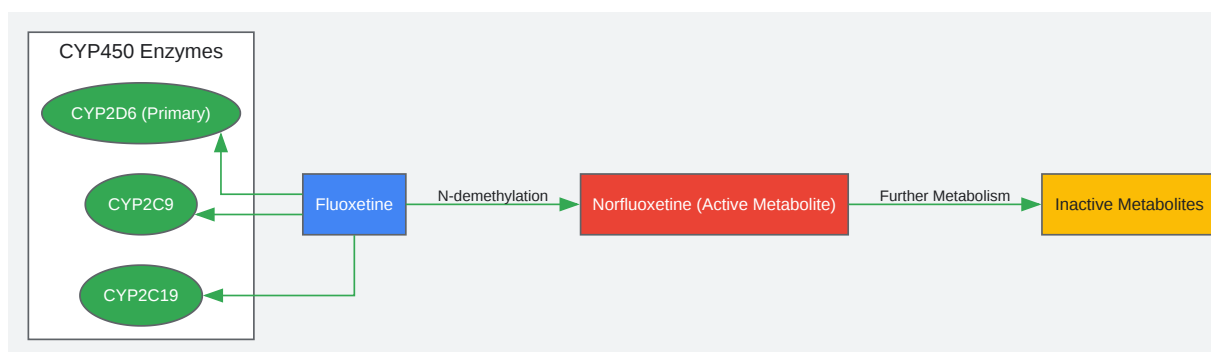 CYP450 Enzymes
CYP2D6 (Primary)
CYP2C9
CYP2C19
Fluoxetine
N-demethylation
Norfluoxetine (Active Metabolite)
Further Metabolism
Inactive Metabolites